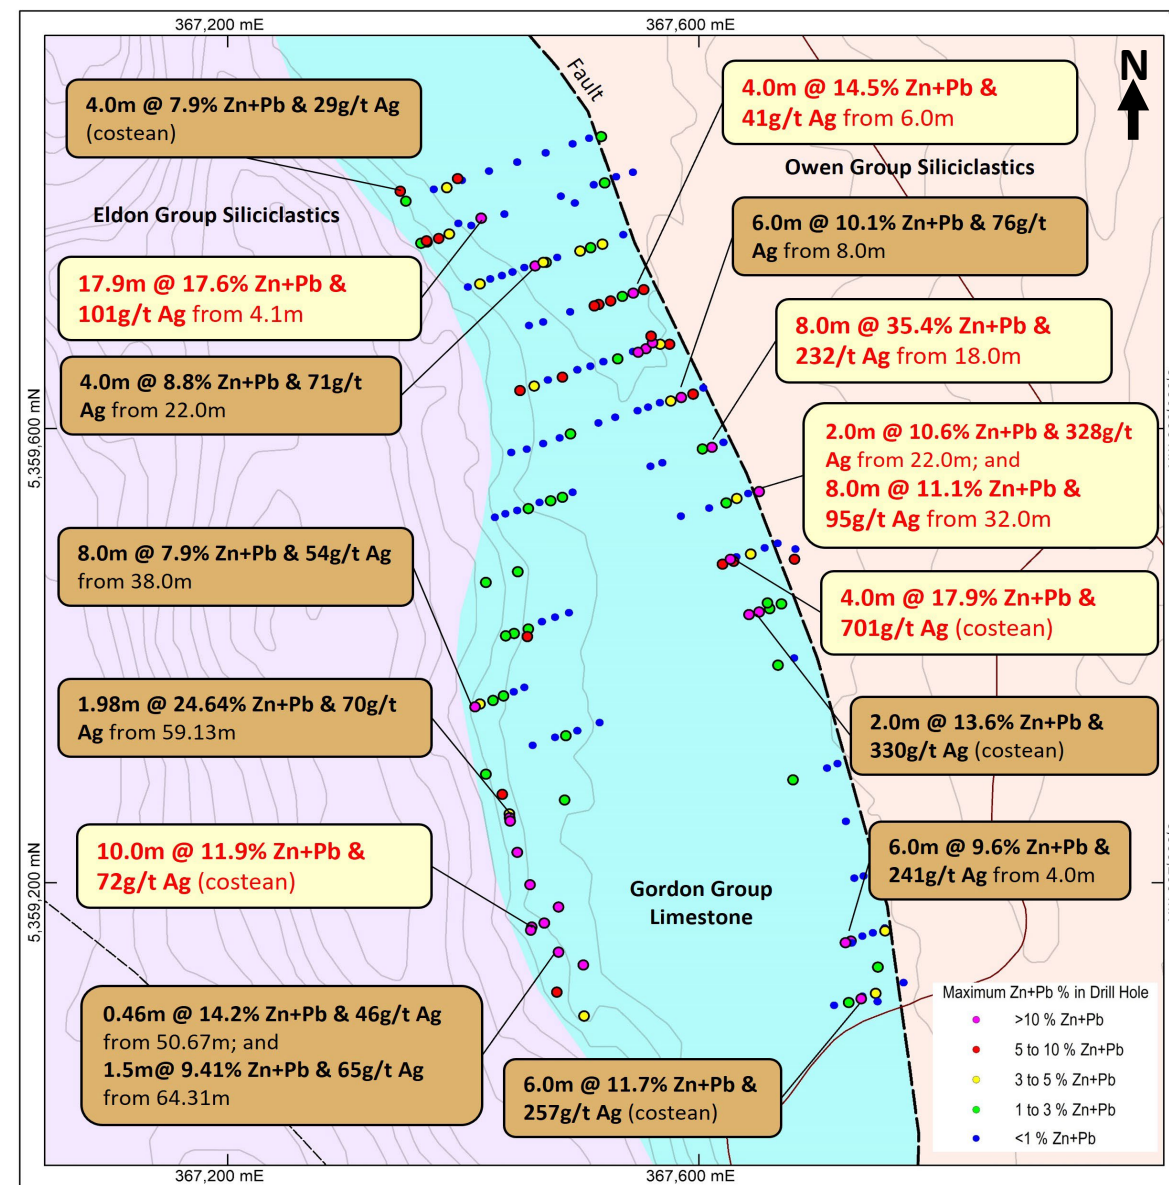 367,200 mE
367,600 mE
Fault
N
4.0m @ 7.9% Zn+Pb & 29g/t Ag
(costean)
4.0m @ 14.5% Zn+Pb &
41g/t Ag from 6.0m
Owen Group Siliciclastics
Eldon Group Siliciclastics
6.0m @ 10.1% Zn+Pb & 76g/t
Ag from 8.0m
17.9m @ 17.6% Zn+Pb &
101g/t Ag from 4.1m
8.0m @ 35.4% Zn+Pb &
232/t Ag from 18.0m
4.0m @ 8.8% Zn+Pb & 71g/t
Ag from 22.0m
5,359,600 mN
2.0m @ 10.6% Zn+Pb & 328g/t
Ag from 22.0m; and
8.0m @ 11.1% Zn+Pb &
95g/t Ag from 32.0m
8.0m @ 7.9% Zn+Pb & 54g/t Ag
from 38.0m
4.0m @ 17.9% Zn+Pb &
701g/t Ag (costean)
1.98m @ 24.64% Zn+Pb & 70g/t
Ag from 59.13m
2.0m @ 13.6% Zn+Pb &
330g/t Ag (costean)
10.0m @ 11.9% Zn+Pb &
72g/t Ag (costean)
6.0m @ 9.6% Zn+Pb &
241g/t Ag from 4.0m
5,359,200 mN
Gordon Group
Limestone
0.46m @ 14.2% Zn+Pb & 46g/t Ag
from 50.67m; and
1.5m@ 9.41% Zn+Pb & 65g/t Ag
from 64.31m
6.0m @ 11.7% Zn+Pb &
257g/t Ag (costean)
Maximum Zn+Pb % in Drill Hole
>10 % Zn+Pb
5 to 10 % Zn+Pb
3 to 5 % Zn+Pb
1 to 3 % Zn+Pb
<1 % Zn+Pb
367,200 mE
367,600 mE